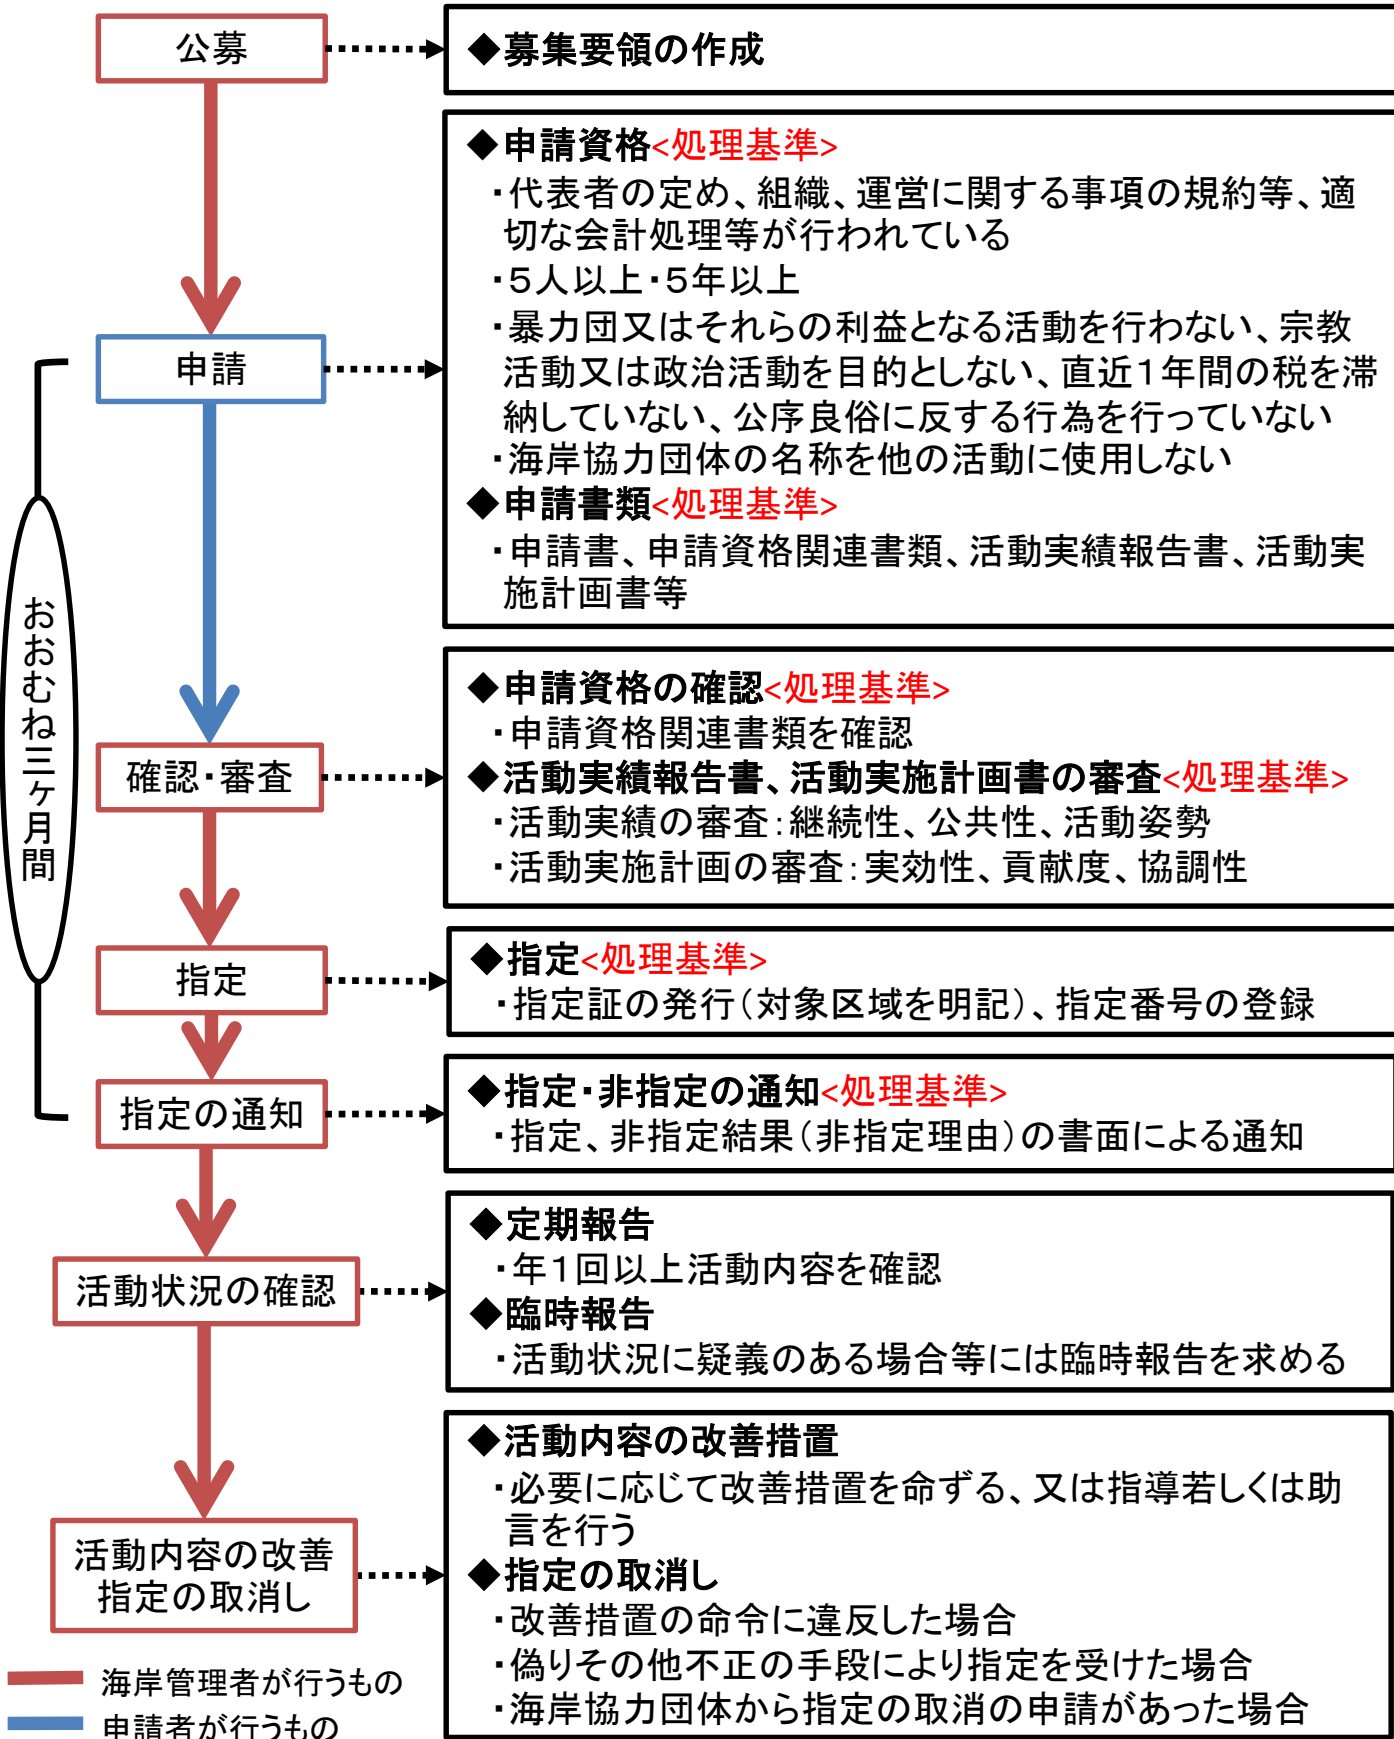 公募
◆募集要領の作成
◆申請資格<処理基準>
・代表者の定め、組織、運営に関する事項の規約等、適
切な会計処理等が行われている
・5人以上・5年以上
・暴力団又はそれらの利益となる活動を行わない、宗教
活動又は政治活動を目的としない、直近1年間の税を滞
納していない、公序良俗に反する行為を行っていない
・海岸協力団体の名称を他の活動に使用しない
◆申請書類<処理基準>
・申請書、申請資格関連書類、活動実績報告書、活動実
施計画書等
申請
おおむね三ヶ月間
◆申請資格の確認<処理基準>
・申請資格関連書類を確認
◆活動実績報告書、活動実施計画書の審査<処理基準>
・活動実績の審査:継続性、公共性、活動姿勢
・活動実施計画の審査:実効性、貢献度、協調性
確認・審査
指定
◆指定<処理基準>
・指定証の発行(対象区域を明記)、指定番号の登録
指定の通知
◆指定・非指定の通知<処理基準>
・指定、非指定結果(非指定理由)の書面による通知
活動状況の確認
◆定期報告
・年1回以上活動内容を確認
◆臨時報告
・活動状況に疑義のある場合等には臨時報告を求める
活動内容の改善
指定の取消し
◆活動内容の改善措置
・必要に応じて改善措置を命ずる、又は指導若しくは助
言を行う
◆指定の取消し
・改善措置の命令に違反した場合
・偽りその他不正の手段により指定を受けた場合
・海岸協力団体から指定の取消の申請があった場合
海岸管理者が行うもの
申請者が行うもの